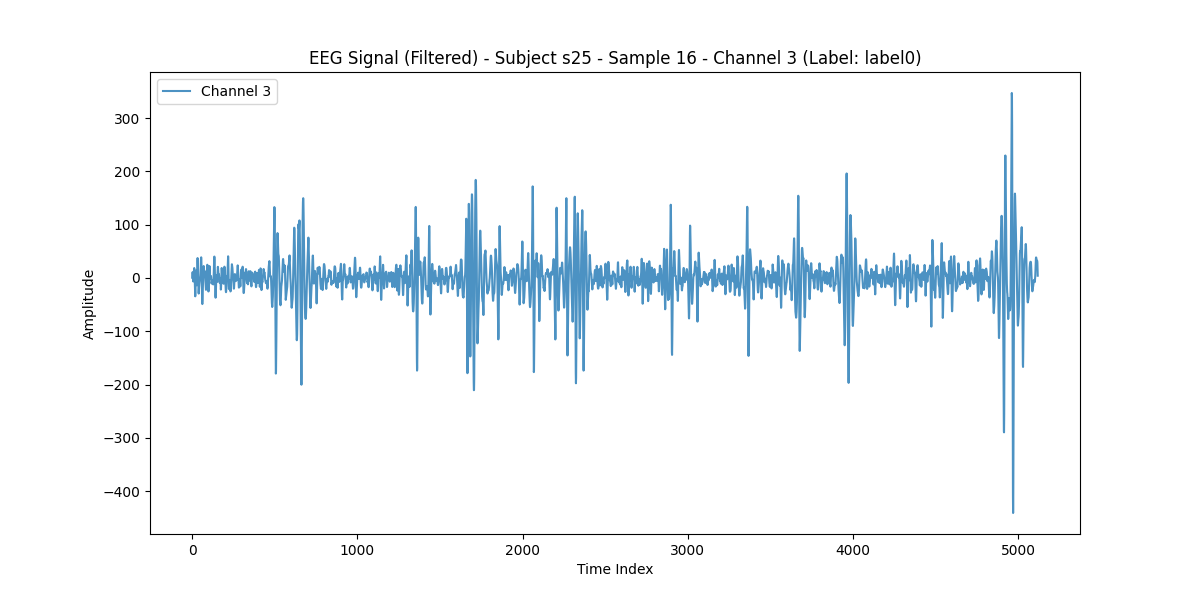 EEG Signal (Filtered) - Subject s25 - Sample 16 - Channel 3 (Label: label0)
Channel 3
300
200
100
0
−100
−200
−300
−400
Amplitude
0 1000 2000 3000 4000 5000
Time Index